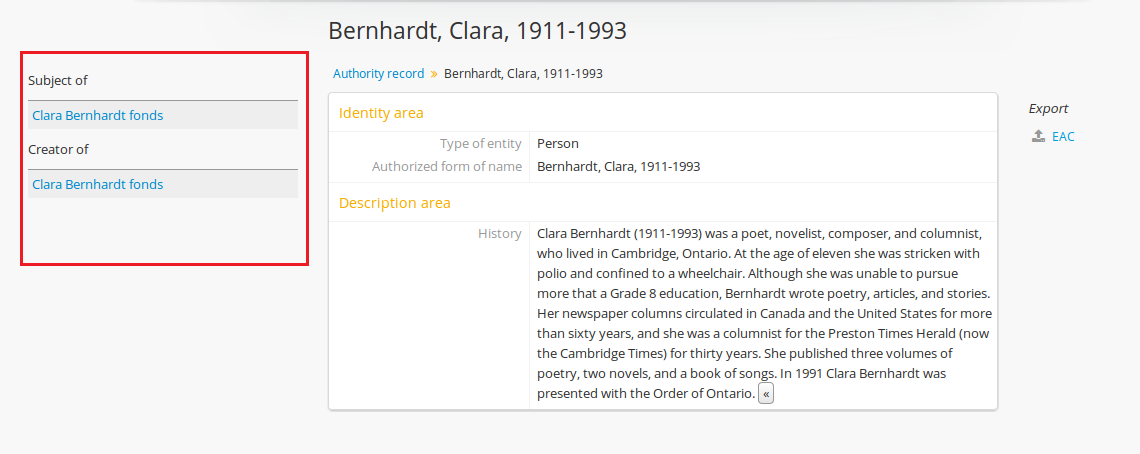 Bernhardt, Clara, 1911-1993
Subject of
Clara Bernhardt fonds
Creator of
Clara Bernhardt fonds
Authority record » Bernhardt, Clara, 1911-1993
Identity area
Type of entity Person
Authorized form of name Bernhardt, Clara, 1911-1993
Description area
History Clara Bernhardt (1911-1993) was a poet, novelist, composer, and columnist,
who lived in Cambridge, Ontario. At the age of eleven she was stricken with
polio and confined to a wheelchair. Although she was unable to pursue
more that a Grade 8 education, Bernhardt wrote poetry, articles, and stories.
Her newspaper columns circulated in Canada and the United States for more
than sixty years, and she was a columnist for the Preston Times Herald (now
the Cambridge Times) for thirty years. She published three volumes of
poetry, two novels, and a book of songs. In 1991 Clara Bernhardt was
presented with the Order of Ontario. «
Export
EAC